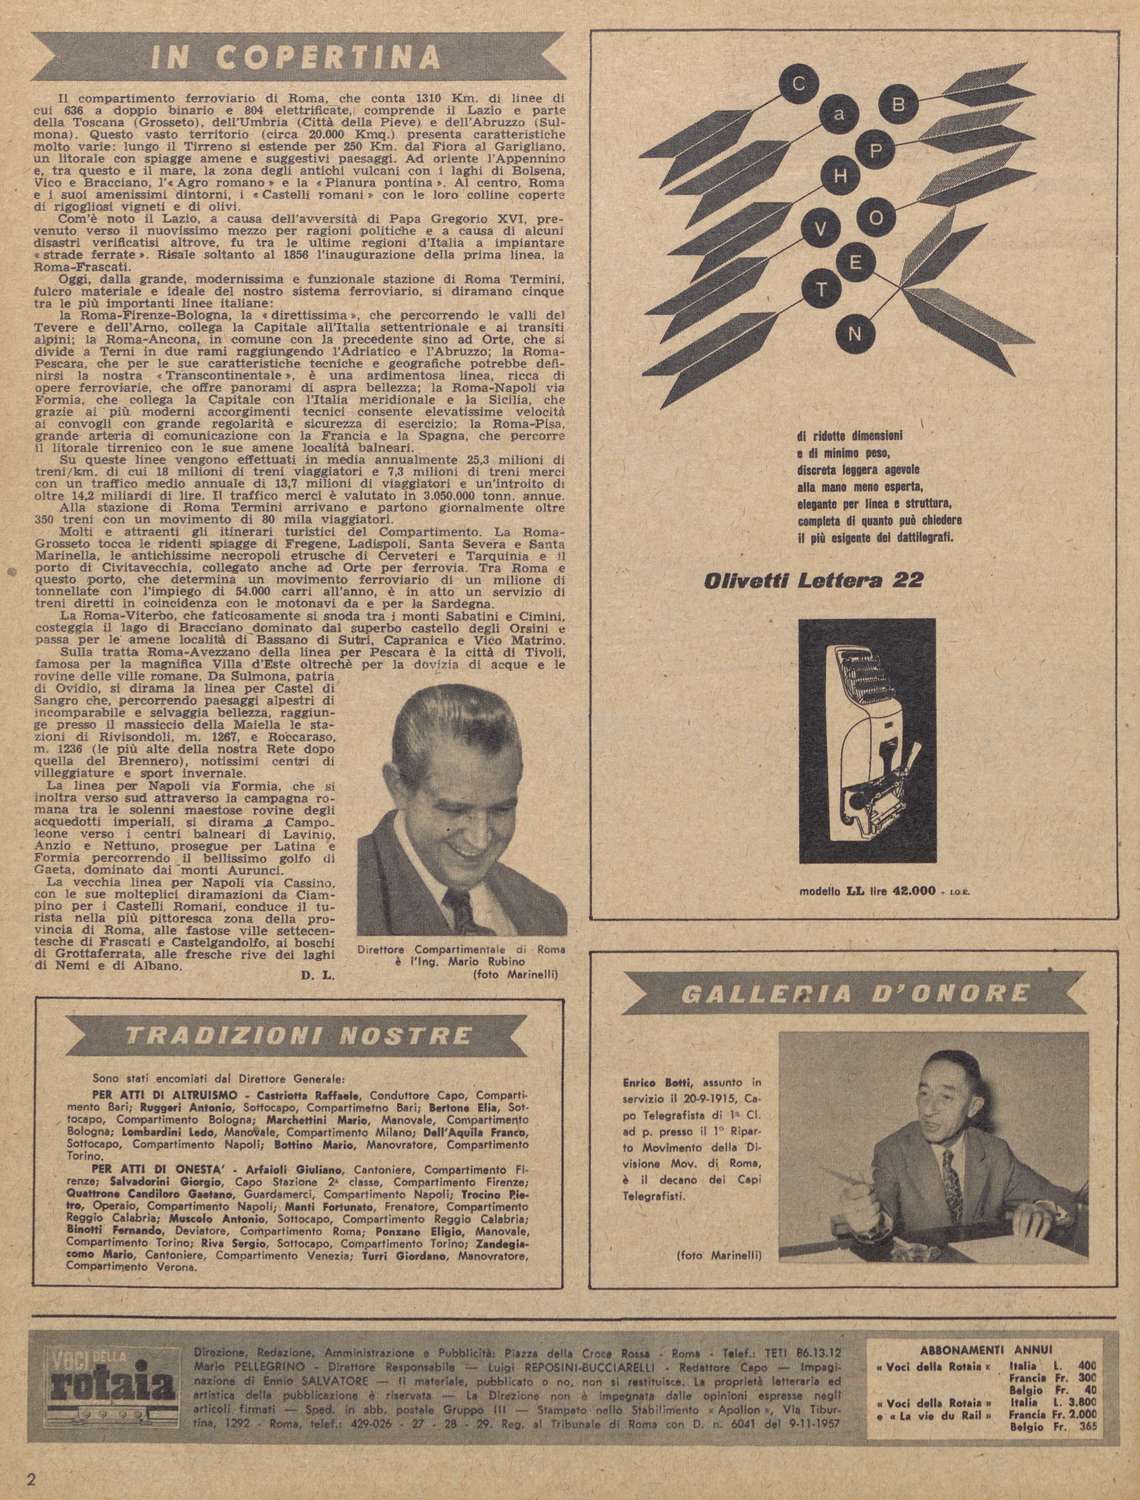 IN COPERTINA
Il compartimento ferroviario di Roma, che conta 1310 Km. di linee di
cui 636 a doppio binario e 804 elettrificate, comprende il Lazio e parte
della Toscana (Grosseto), dell'Umbria (Città della Pieve) e dell'Abruzzo (Sul-
mona). Questo vasto territorio (circa 20.000 Kmq.) presenta caratteristiche
molto varie: lungo il Tirreno si estende per 250 Km. dal Fiora al Garigliano,
un litorale con spiagge amene e suggestivi paesaggi. Ad oriente l'Appennino
e, tra questo e il mare, la zona degli antichi vulcani con i laghi di Bolsena,
Vico e Bracciano, l'« Agro romano » e la « Pianura pontina ». Al centro, Roma
e i suoi amenissimi dintorni, i « Castelli romani » con le loro colline coperte
di rigogliosi vigneti e di olivi.
Com'è noto il Lazio, a causa dell'avversità di Papa Gregorio XVI, pre-
venuto verso il nuovissimo mezzo per ragioni politiche e a causa di alcuni
disastri verificatisi altrove, fu tra le ultime regioni d'Italia a impiantare
« strade ferrate ». Risale soltanto al 1856 l'inaugurazione della prima linea, la
Roma-Frascati.
Oggi, dalla grande, modernissima e funzionale stazione di Roma Termini,
fulcro materiale e ideale del nostro sistema ferroviario, si diramano cinque
tra le più importanti linee italiane:
la Roma-Firenze-Bologna, la « direttissima », che percorrendo le valli del
Tevere e dell'Arno, collega la Capitale all'Italia settentrionale e ai transiti
alpini; la Roma-Ancona, in comune con la precedente sino ad Orte, che si
divide a Terni in due rami raggiungendo l'Adriatico e l'Abruzzo; la Roma-
Pescara, che per le sue caratteristiche tecniche e geografiche potrebbe defi-
nirsi la nostra « Transcontinentale », è una ardimentosa linea, ricca di
opere ferroviarie, che offre panorami di aspra bellezza; la Roma-Napoli via
Formia, che collega la Capitale con l'Italia meridionale e la Sicilia, che
grazie ai più moderni accorgimenti tecnici consente elevatissime velocità
ai convogli con grande regolarità e sicurezza di esercizio; la Roma-Pisa,
grande arteria di comunicazione con la Francia e la Spagna, che percorre
il litorale tirrenico con le sue amene località balneari.
Su queste linee vengono effettuati in media annualmente 25,3 milioni di
treni/km. di cui 18 milioni di treni viaggiatori e 7,3 milioni di treni merci
con un traffico medio annuale di 13,7 milioni di viaggiatori e un'introito di
oltre 14,2 miliardi di lire. Il traffico merci è valutato in 3.050.000 tonn. annue.
Alla stazione di Roma Termini arrivano e partono giornalmente oltre
350 treni con un movimento di 80 mila viaggiatori.
Molti e attraenti gli itinerari turistici del Compartimento. La Roma-
Grosseto tocca le ridenti spiagge di Fregene, Ladispoli, Santa Severa e Santa
Marinella, le antichissime necropoli etrusche di Cerveteri e Tarquinia e il
porto di Civitavecchia, collegato anche ad Orte per ferrovia. Tra Roma e
questo porto, che determina un movimento ferroviario di un milione di
tonnellate con l'impiego di 54.000 carri all'anno, è in atto un servizio di
treni diretti in coincidenza con le motonavi da e per la Sardegna.
La Roma-Viterbo, che faticosamente si snoda tra i monti Sabatini e Cimini,
costeggia il lago di Bracciano dominato dal superbo castello degli Orsini e
passa per le amene località di Bassano di Sutri, Capranica e Vico Matrino.
Sulla tratta Roma-Avezzano della linea per Pescara è la città di Tivoli,
famosa per la magnifica Villa d'Este oltrechè per la dovizia di acque e le
rovine delle ville romane. Da Sulmona, patria
di Ovidio, si dirama la linea per Castel di
Sangro che, percorrendo paesaggi alpestri di
incomparabile e selvaggia bellezza, raggiun-
ge presso il massiccio della Maiella le sta-
zioni di Rivisondoli, m. 1267, e Roccaraso,
m. 1236 (le più alte della nostra Rete dopo
quella del Brennero), notissimi centri di
villeggiature e sport invernale.
La linea per Napoli via Formia, che si
inoltra verso sud attraverso la campagna ro-
mana tra le solenni maestose rovine degli
acquedotti imperiali, si dirama a Campo-
leone verso i centri balneari di Lavinio,
Anzio e Nettuno, prosegue per Latina e
Formia percorrendo il bellissimo golfo di
Gaeta, dominato dai monti Aurunci.
La vecchia linea per Napoli via Cassino,
con le sue molteplici diramazioni da Ciam-
pino per i Castelli Romani, conduce il tu-
rista nella più pittoresca zona della pro-
vincia di Roma, alle fastose ville settecen-
tesche di Frascati e Castelgandolfo, ai boschi
di Grottaferrata, alle fresche rive dei laghi
di Nemi e di Albano.
D. L.
Direttore Compartimentale di Roma
è l'Ing. Mario Rubino
(foto Marinelli)
TRADIZIONI NOSTRE
Sono stati encomiati dal Direttore Generale:
PER ATTI DI ALTRUISMO - Castriotta Raffaele, Conduttore Capo, Comparti-
mento Bari; Ruggeri Antonio, Sottocapo, Compartimetno Bari; Bertone Elia, Sot-
tocapo, Compartimento Bologna; Marchettini Mario, Manovale, Compartimento
Bologna; Lombardini Ledo, Manovale, Compartimento Milano; Dell'Aquila Franco,
Sottocapo, Compartimento Napoli; Bottino Mario, Manovratore, Compartimento
Torino.
PER ATTI DI ONESTA' - Arfaioli Giuliano, Cantoniere, Compartimento Fi-
renze; Salvadorini Giorgio, Capo Stazione 2ª classe, Compartimento Firenze;
Quattrone Candiloro Gaetano, Guardamerci, Compartimento Napoli; Trocino Pie-
tro, Operaio, Compartimento Napoli; Manti Fortunato, Frenatore, Compartimento
Reggio Calabria; Muscolo Antonio, Sottocapo, Compartimento Reggio Calabria;
Binotti Fernando, Deviatore, Compartimento Roma; Ponzano Eligio, Manovale,
Compartimento Torino; Riva Sergio, Sottocapo, Compartimento Torino; Zandegia-
como Mario, Cantoniere, Compartimento Venezia; Turri Giordano, Manovratore,
Compartimento Verona.
C
a B
P
H
O
V
E
T
N
di ridotte dimensioni
e di minimo peso,
discreta leggera agevole
alla mano meno esperta,
elegante per linea e struttura,
completa di quanto può chiedere
il più esigente dei dattilografi.
Olivetti Lettera 22
modello LL lire 42.000 - I.G.E.
GALLERIA D'ONORE
Enrico Botti, assunto in
servizio il 20-9-1915, Ca-
po Telegrafista di 1ª Cl.
ad p. presso il 1° Ripar-
to Movimento della Di-
visione Mov. di Roma,
è il decano dei Capi
Telegrafisti.
(foto Marinelli)
VOCI DELLA
rotaia
Direzione, Redazione, Amministrazione e Pubblicità: Piazza della Croce Rossa - Roma - Telef.: TETI 86.13.12
Mario PELLEGRINO - Direttore Responsabile — Luigi REPOSINI-BUCCIARELLI - Redattore Capo — Impagi-
nazione di Ennio SALVATORE — Il materiale, pubblicato o no, non si restituisce. La proprietà letteraria ed
artistica della pubblicazione è riservata — La Direzione non è impegnata dalle opinioni espresse negli
articoli firmati — Sped. in abb. postale Gruppo III — Stampato nello Stabilimento « Apollon », Via Tibur-
tina, 1292 - Roma, telef.: 429-026 - 27 - 28 - 29. Reg. al Tribunale di Roma con D. n. 6041 del 9-11-1957
ABBONAMENTI ANNUI
« Voci della Rotaia « Italia L. 400
Francia Fr. 300
Belgio Fr. 40
« Voci della Rotaia » Italia L. 3.800
e « La vie du Rail » Francia Fr. 2.000
Belgio Fr. 365
2